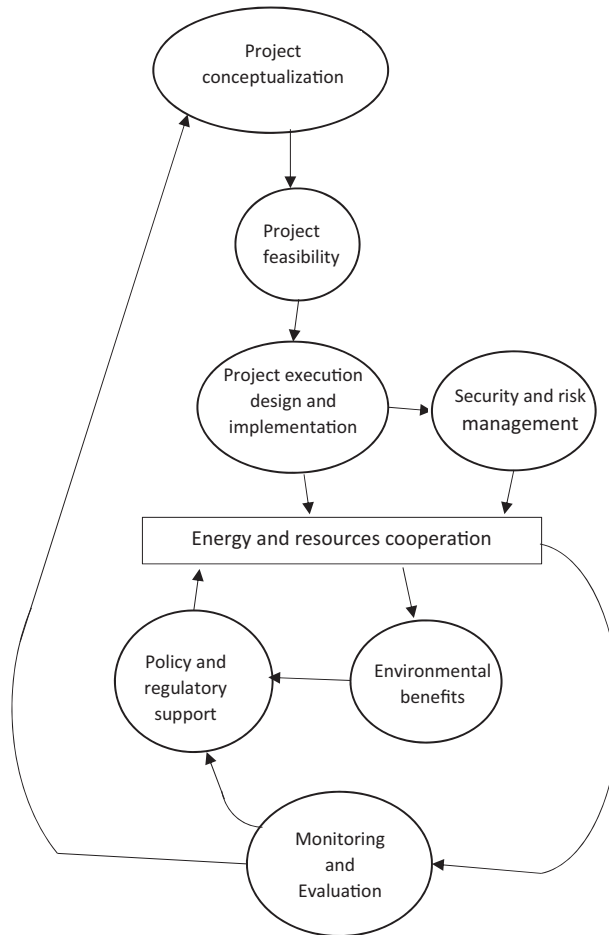 Project
conceptualization
Project
feasibility
Project execution
design and
implementation
Security and risk
management
Energy and resources cooperation
Policy and
regulatory
support
Environmental
benefits
Monitoring
and
Evaluation